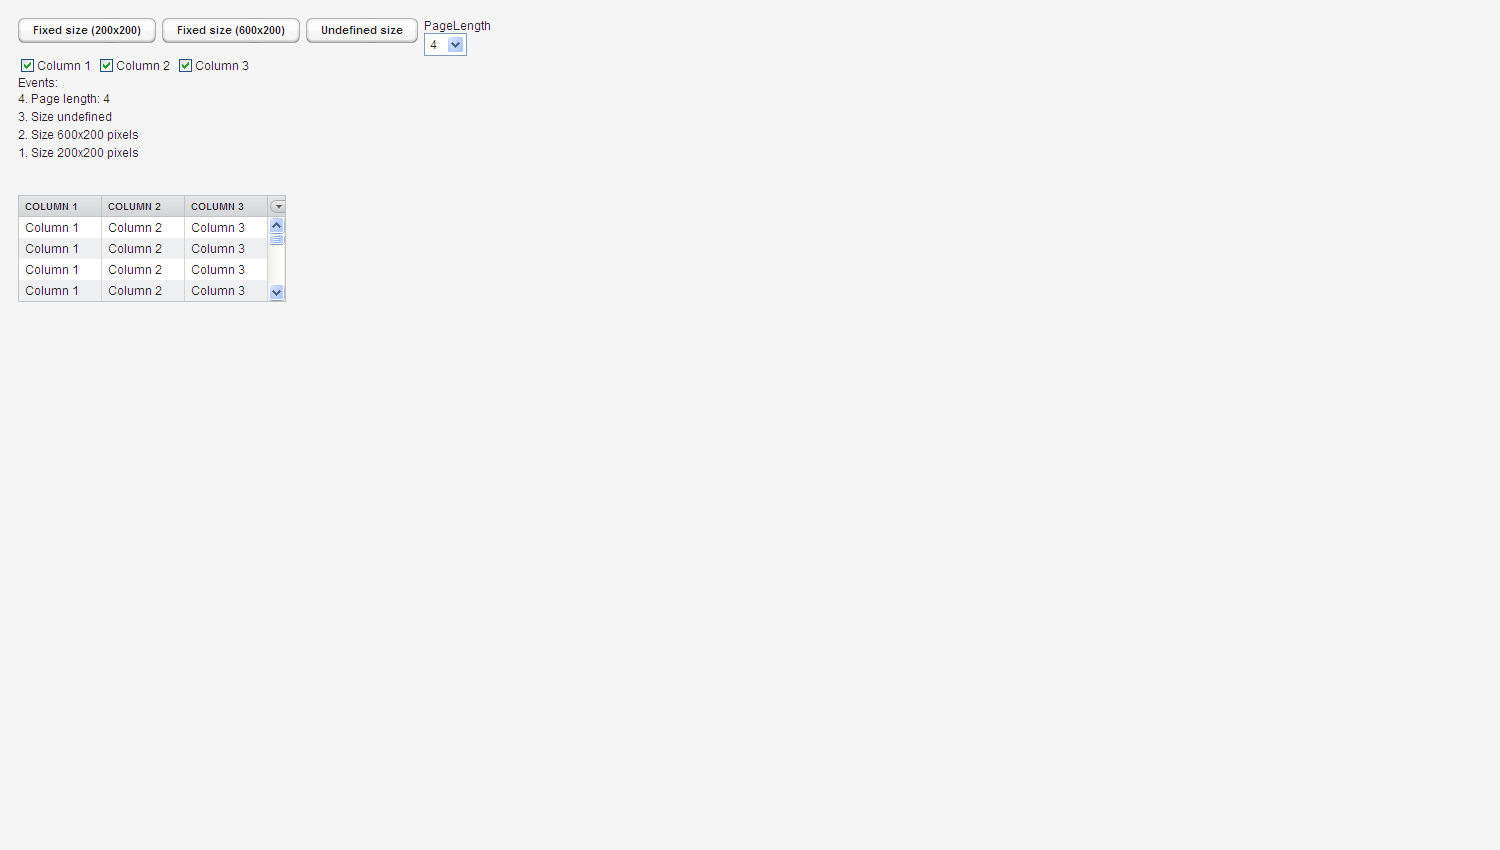 Fixed size (200x200) Fixed size (600x200) Undefined size PageLength
4
Column 1 Column 2 Column 3
Events:
4. Page length: 4
3. Size undefined
2. Size 600x200 pixels
1. Size 200x200 pixels
COLUMN 1 COLUMN 2 COLUMN 3
Column 1 Column 2 Column 3
Column 1 Column 2 Column 3
Column 1 Column 2 Column 3
Column 1 Column 2 Column 3